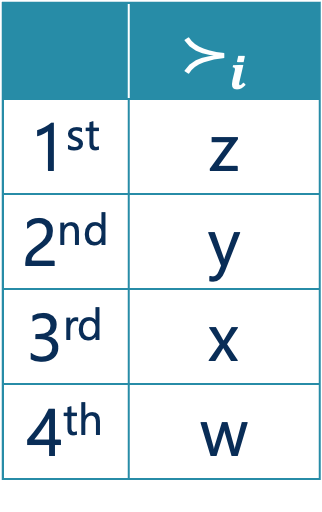 ≻ᵢ
1st z
2nd y
3rd x
4th w